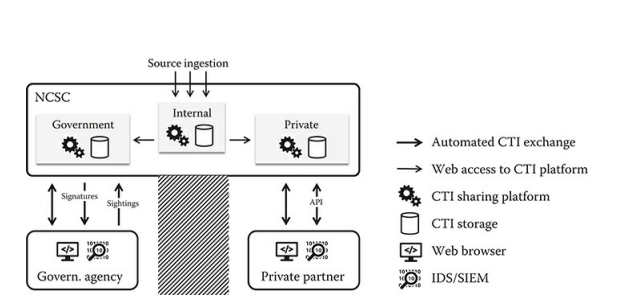 Source ingestion
NCSC
Internal
Government
Private
Signatures
Sightings
API
Govern. agency
Private partner
Automated CTI exchange
Web access to CTI platform
CTI sharing platform
CTI storage
Web browser
IDS/SIEM